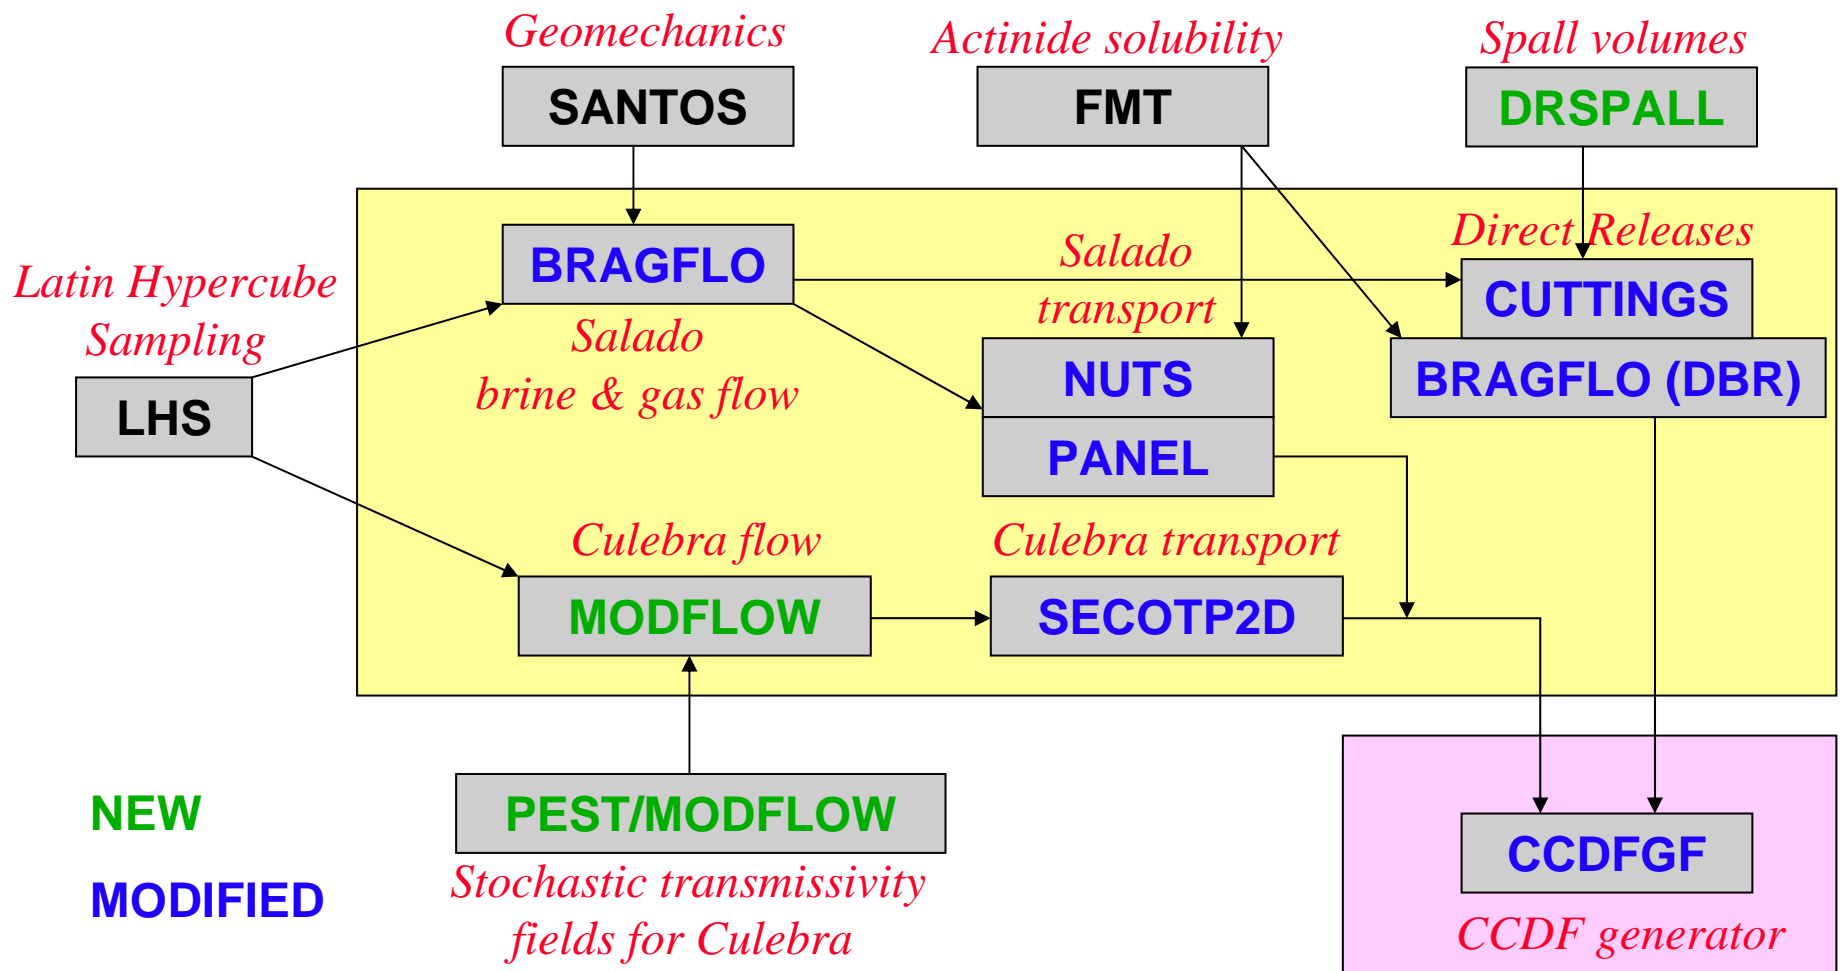 Geomechanics
Actinide solubility
Spall volumes
SANTOS
FMT
DRSPALL
Direct Releases
BRAGFLO
Salado
transport
CUTTINGS
Latin Hypercube
Sampling
Salado
brine & gas flow
NUTS
BRAGFLO (DBR)
LHS
PANEL
Culebra flow
Culebra transport
MODFLOW
SECOTP2D
NEW
PEST/MODFLOW
CCDFGF
MODIFIED
Stochastic transmissivity
fields for Culebra
CCDF generator